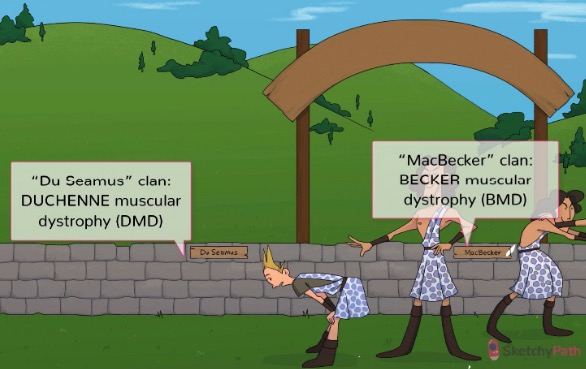 "Du Seamus" clan:
DUCHENNE muscular
dystrophy (DMD)
"MacBecker" clan:
BECKER muscular
dystrophy (BMD)
Du Seamus
MacBecker
SketchyPath